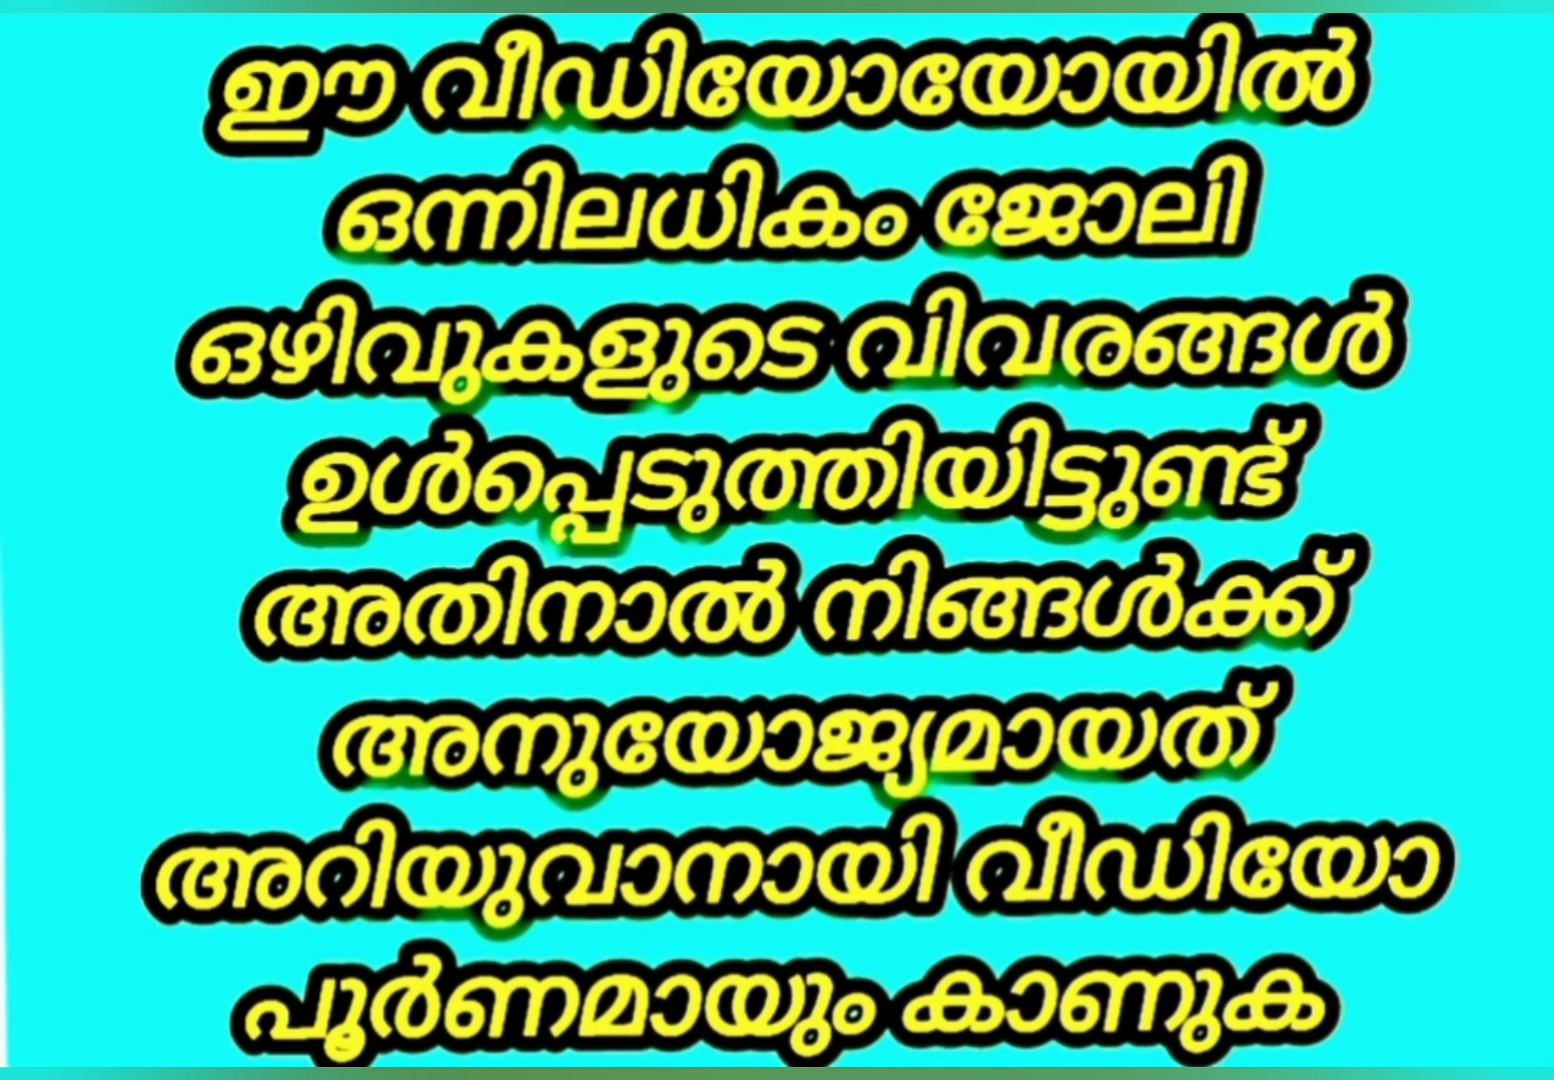 ഈ വീഡിയോയോയിൽ
ഒന്നിലധികം ജോലി
ഒഴിവുകളുടെ വിവരങ്ങൾ
ഉൾപ്പെടുത്തിയിട്ടുണ്ട്
അതിനാൽ നിങ്ങൾക്ക്
അനുയോജ്യമായത്
അറിയുവാനായി വീഡിയോ
പൂർണമായും കാണുക